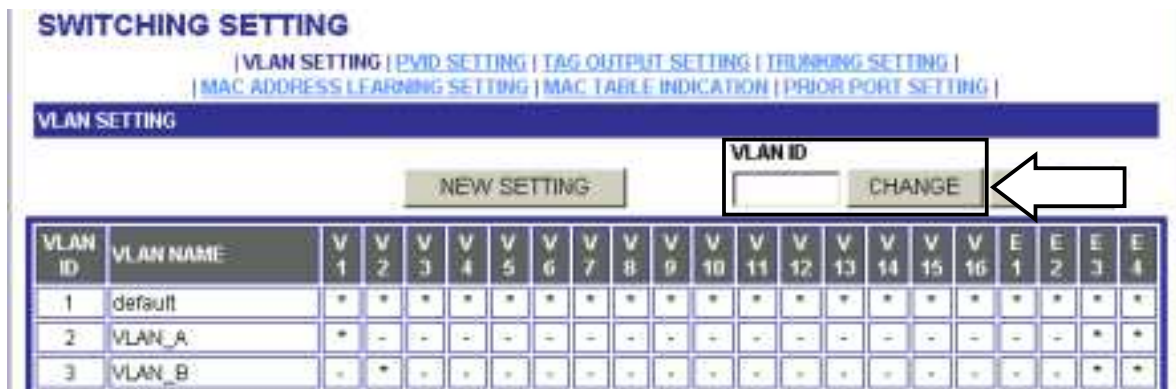 SWITCHING SETTING
| VLAN SETTING | PVID SETTING | TAG OUTPUT SETTING | TRUNKING SETTING |
| MAC ADDRESS LEARNING SETTING | MAC TABLE INDICATION | PRIOR PORT SETTING |
VLAN SETTING
VLAN ID
NEW SETTING CHANGE
VLAN ID VLAN NAME V 1 V 2 V 3 V 4 V 5 V 6 V 7 V 8 V 9 V 10 V 11 V 12 V 13 V 14 V 15 V 16 E 1 E 2 E 3 E 4
1 default * * * * * * * * * * * * * * * * * * * *
2 VLAN_A * - - - - - - - - - - - - - - - - - * *
3 VLAN_B - * - - - - - - - - - - - - - - - - * *